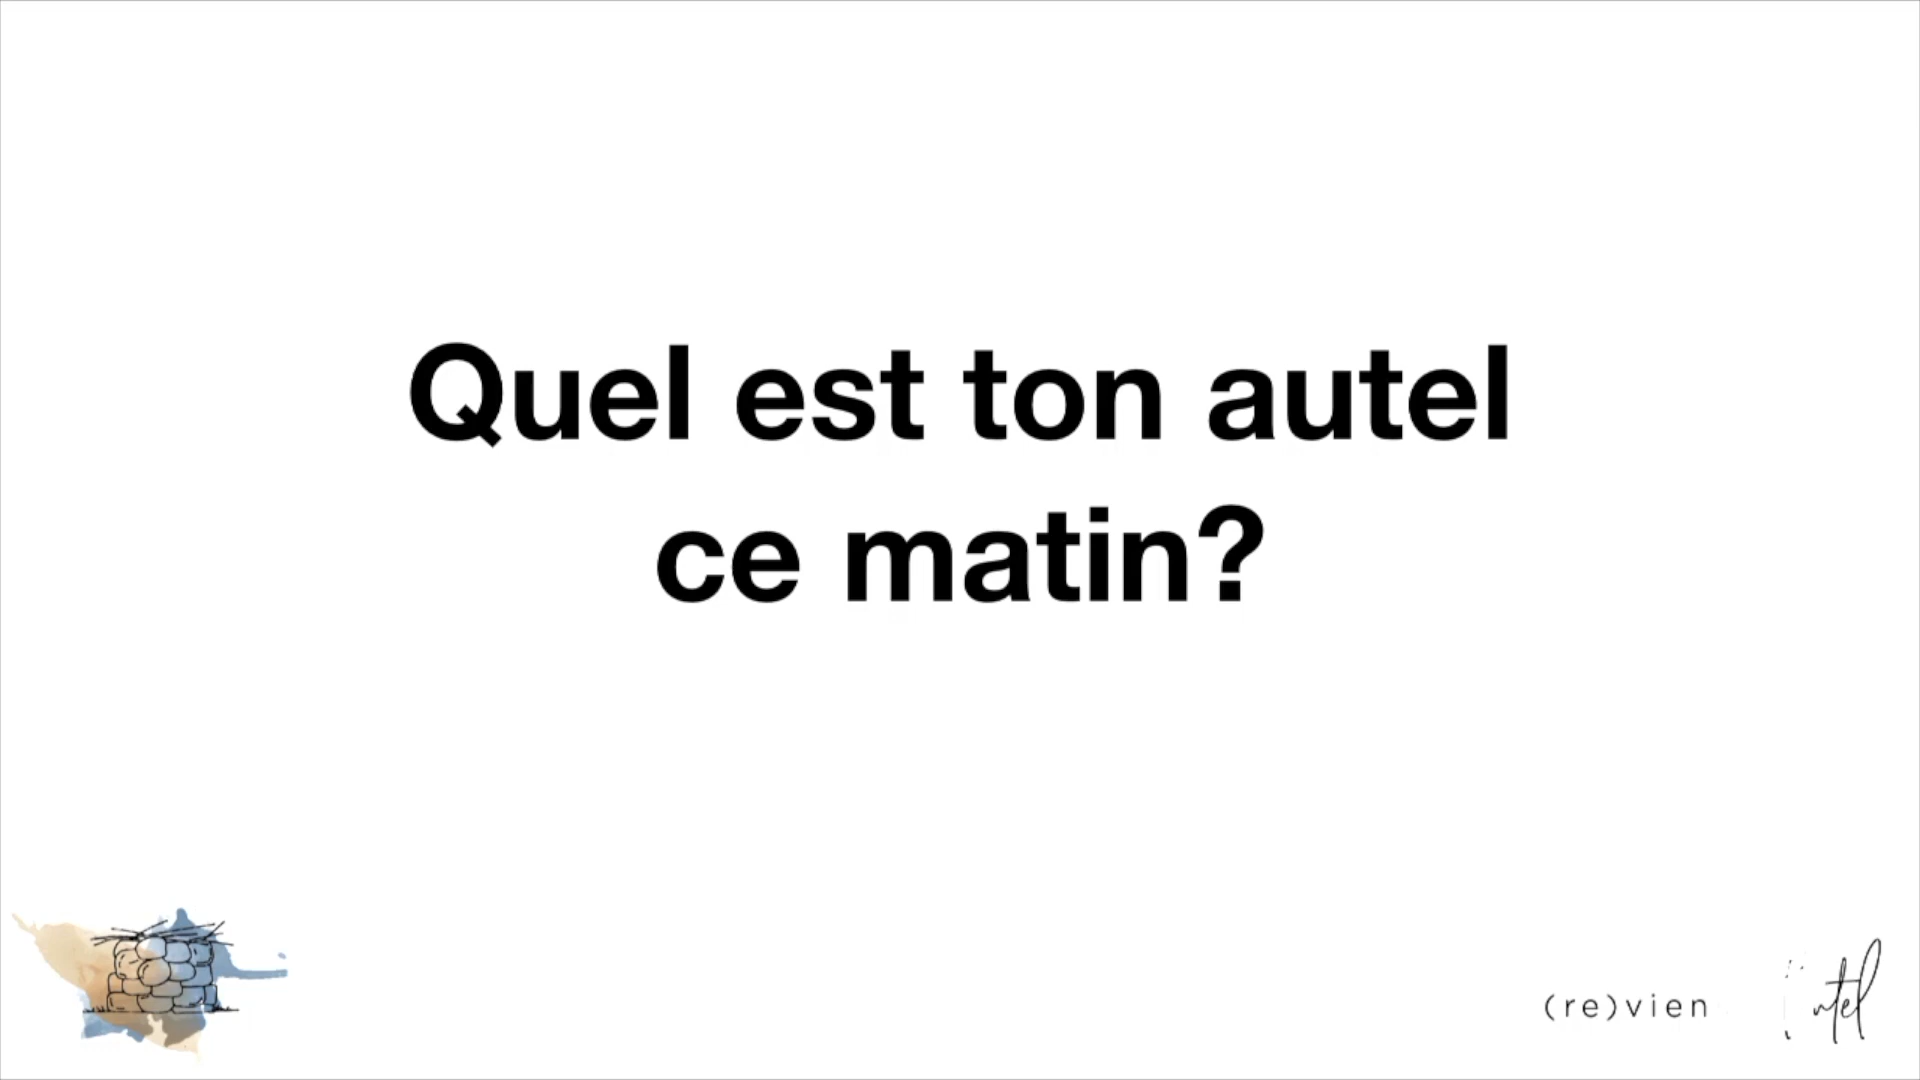 Quel est ton autel
ce matin?
(re)vien